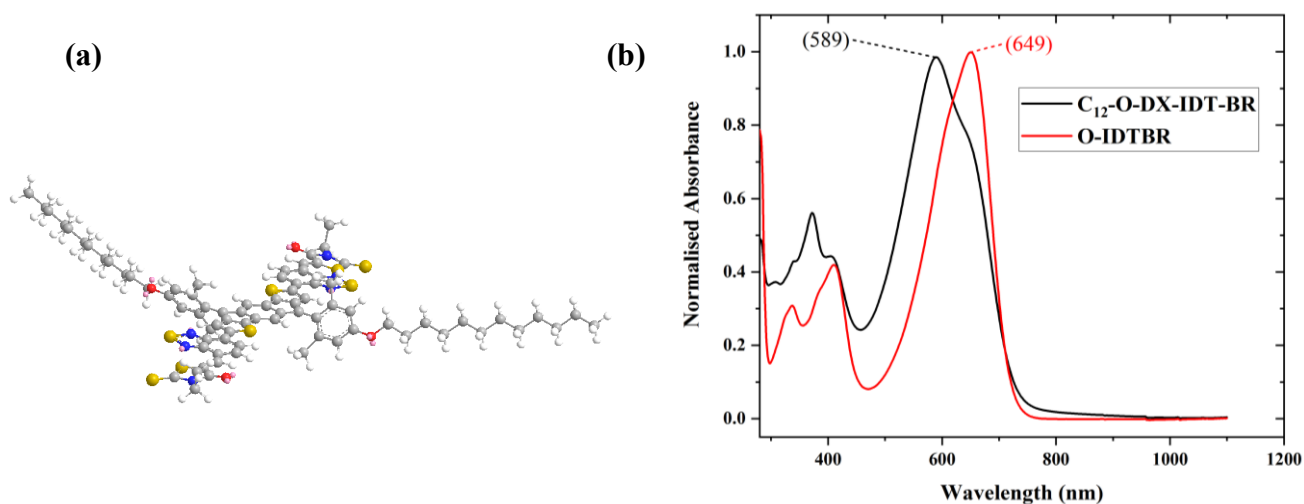 (a)
(b)
(589)
(649)
C₁₂-O-DX-IDT-BR
O-IDTBR
Normalised Absorbance
1.0
0.8
0.6
0.4
0.2
0.0
400 600 800 1000 1200
Wavelength (nm)